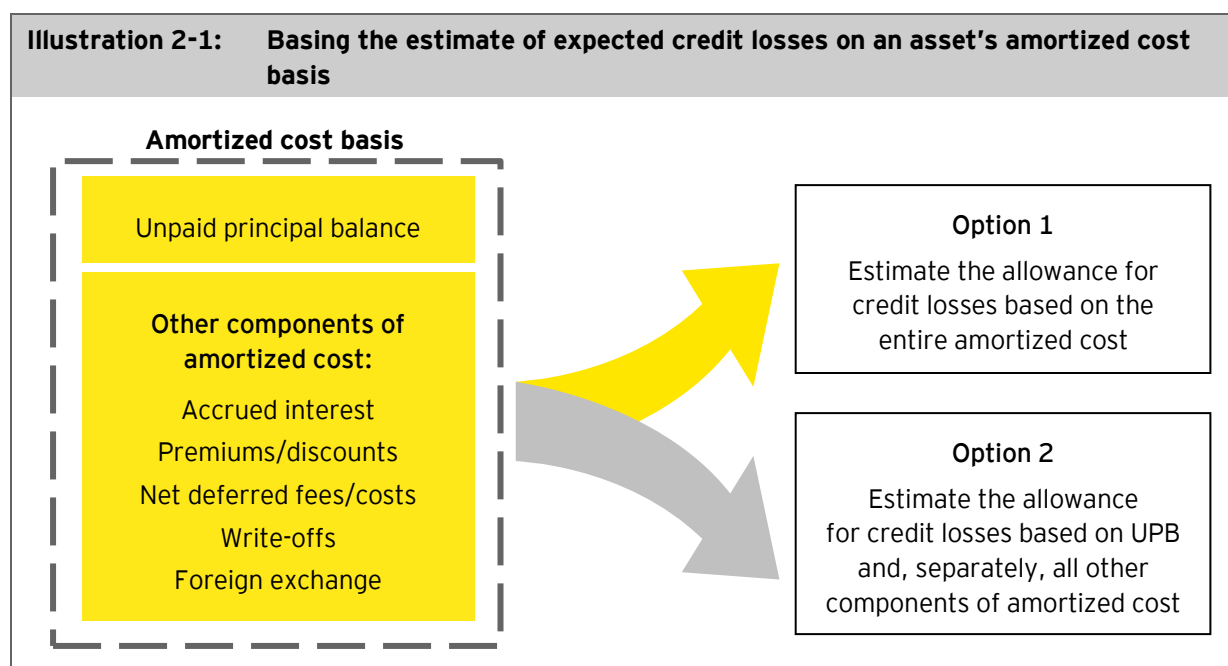 Illustration 2-1: Basing the estimate of expected credit losses on an asset's amortized cost
basis
Amortized cost basis
Unpaid principal balance
Other components of
amortized cost:
Accrued interest
Premiums/discounts
Net deferred fees/costs
Write-offs
Foreign exchange
Option 1
Estimate the allowance for
credit losses based on the
entire amortized cost
Option 2
Estimate the allowance
for credit losses based on UPB
and, separately, all other
components of amortized cost